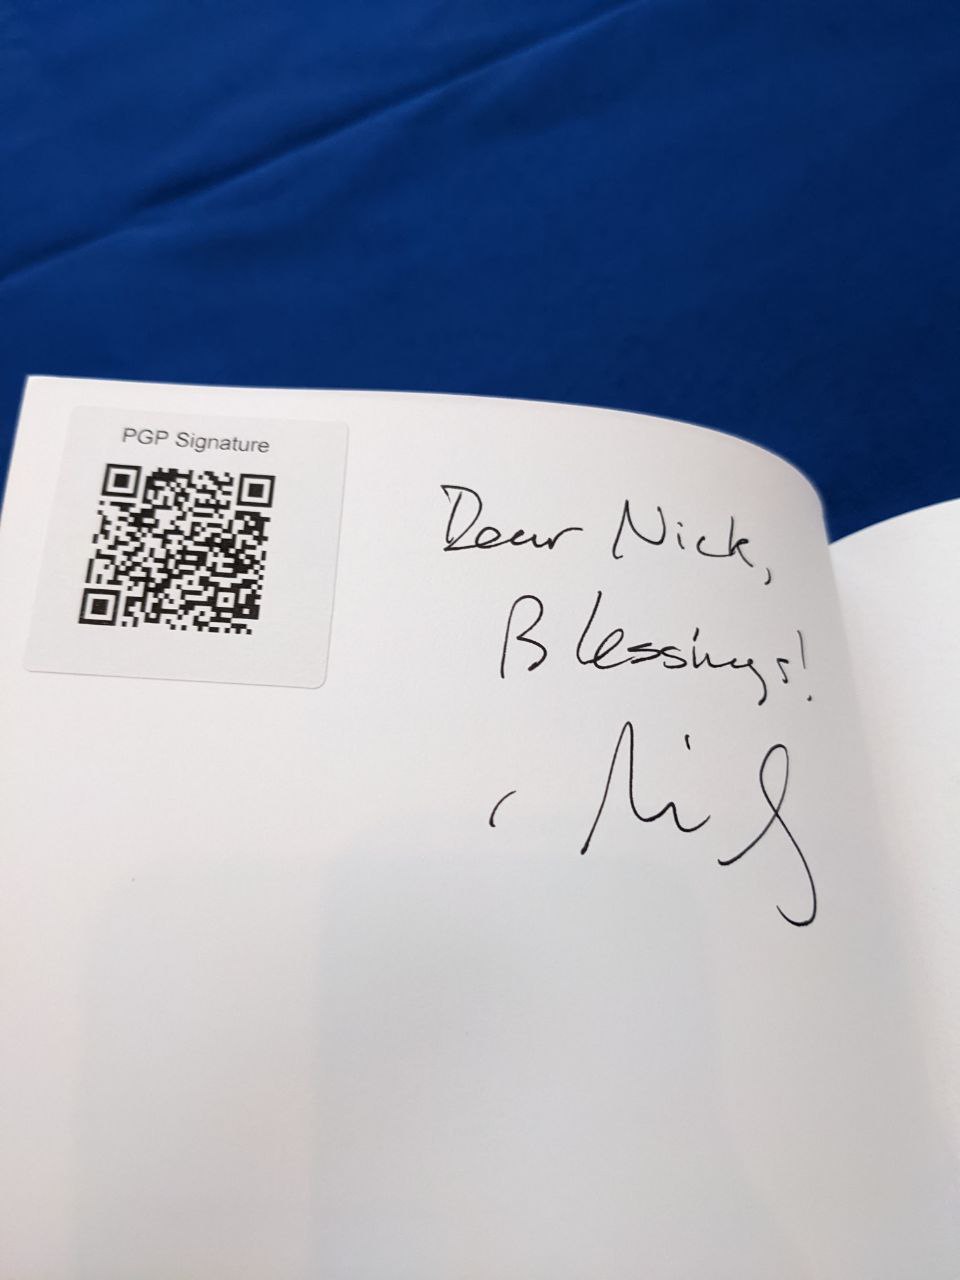 PGP Signature
Dear Nick,
Blessings!